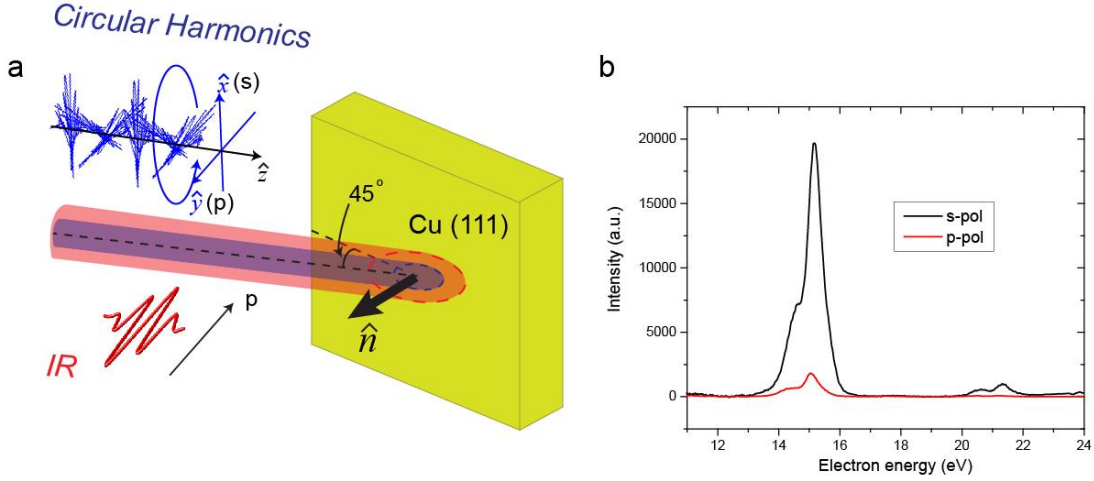 Circular Harmonics
a
x̂ (s)
ẑ
ŷ (p)
45°
Cu (111)
n̂
p
IR
b
Intensity (a.u.)
20000
15000
10000
5000
0
s-pol
p-pol
12 14 16 18 20 22 24
Electron energy (eV)